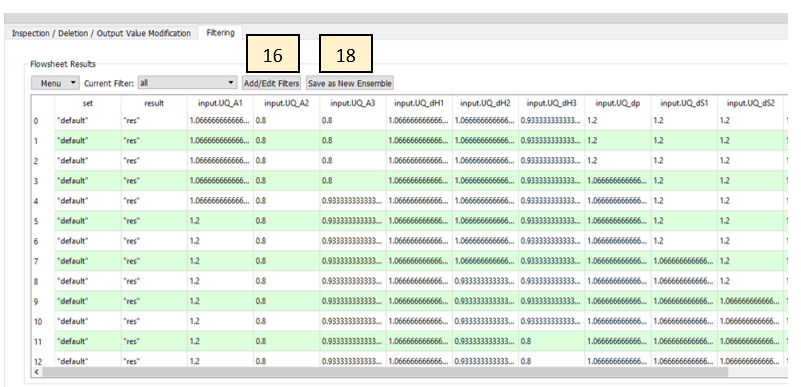 Inspection / Deletion / Output Value Modification Filtering
16 18
Flowsheet Results
Menu Current Filter: all Add/Edit Filters Save as New Ensemble
set result input.UQ_A1 input.UQ_A2 input.UQ_A3 input.UQ_dH1 input.UQ_dH2 input.UQ_dH3 input.UQ_dp input.UQ_dS1 input.UQ_dS2
0 "default" "res" 1.066666666666... 0.8 0.8 1.066666666666... 1.066666666666... 0.933333333333... 1.2 1.2 1.2
1 "default" "res" 1.066666666666... 0.8 0.8 1.066666666666... 1.066666666666... 0.933333333333... 1.2 1.2 1.2
2 "default" "res" 1.066666666666... 0.8 0.8 1.066666666666... 1.066666666666... 0.933333333333... 1.2 1.2 1.2
3 "default" "res" 1.066666666666... 0.8 0.8 1.066666666666... 1.066666666666... 0.933333333333... 1.066666666666... 1.2 1.2
4 "default" "res" 1.066666666666... 0.8 0.933333333333... 1.066666666666... 1.066666666666... 0.933333333333... 1.066666666666... 1.2 1.2
5 "default" "res" 1.2 0.8 0.933333333333... 1.066666666666... 1.066666666666... 0.933333333333... 1.066666666666... 1.2 1.2
6 "default" "res" 1.2 0.8 0.933333333333... 1.066666666666... 1.066666666666... 0.933333333333... 1.066666666666... 1.2 1.2
7 "default" "res" 1.2 0.8 0.933333333333... 1.066666666666... 1.066666666666... 0.933333333333... 1.066666666666... 1.066666666666... 1.2
8 "default" "res" 1.2 0.8 0.933333333333... 1.066666666666... 0.933333333333... 0.933333333333... 1.066666666666... 1.066666666666... 1.2
9 "default" "res" 1.2 0.8 0.933333333333... 1.066666666666... 0.933333333333... 0.933333333333... 1.066666666666... 1.066666666666... 1.066666666666...
10 "default" "res" 1.2 0.8 0.933333333333... 1.066666666666... 0.933333333333... 0.933333333333... 1.066666666666... 1.066666666666... 1.066666666666...
11 "default" "res" 1.2 0.8 0.933333333333... 1.066666666666... 0.933333333333... 0.8 1.066666666666... 1.066666666666... 1.066666666666...
12 "default" "res" 1.2 0.8 0.933333333333... 1.066666666666... 0.933333333333... 0.8 1.066666666666... 1.066666666666... 1.066666666666...